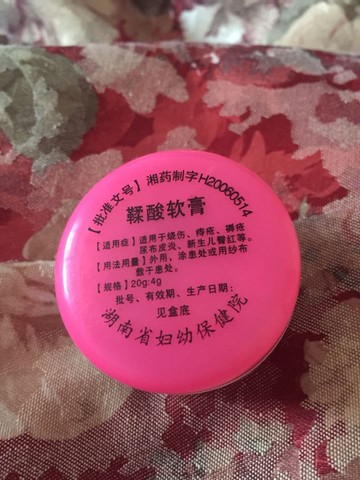 【批准文号】湘药制字H20060514
鞣酸软膏
【适用症】适用于烧伤、痔疮、褥疮
尿布皮炎、新生儿臀红等。
【用法用量】外用，涂患处或用纱布
敷于患处。
【规格】20g:4g
批号、有效期、生产日期：
见盒底
湖南省妇幼保健院